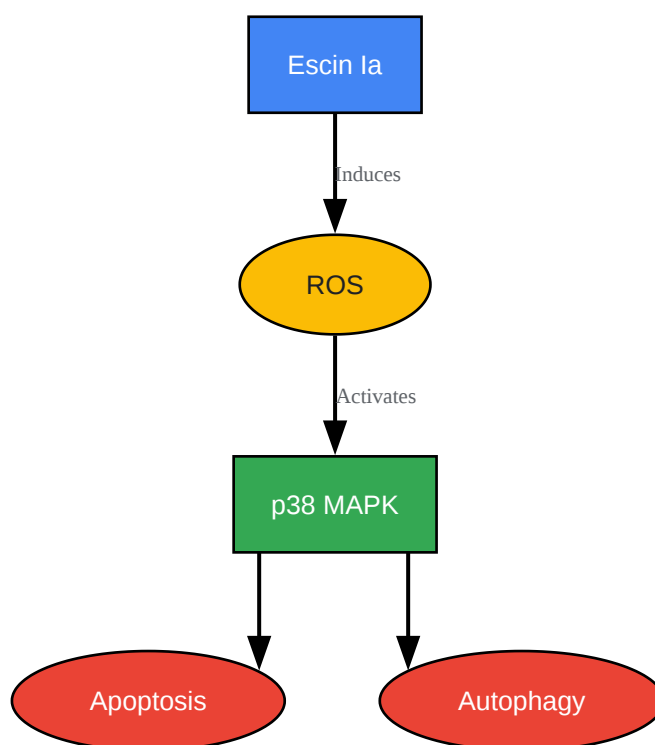 Escin Ia
Induces
ROS
Activates
p38 MAPK
Apoptosis
Autophagy